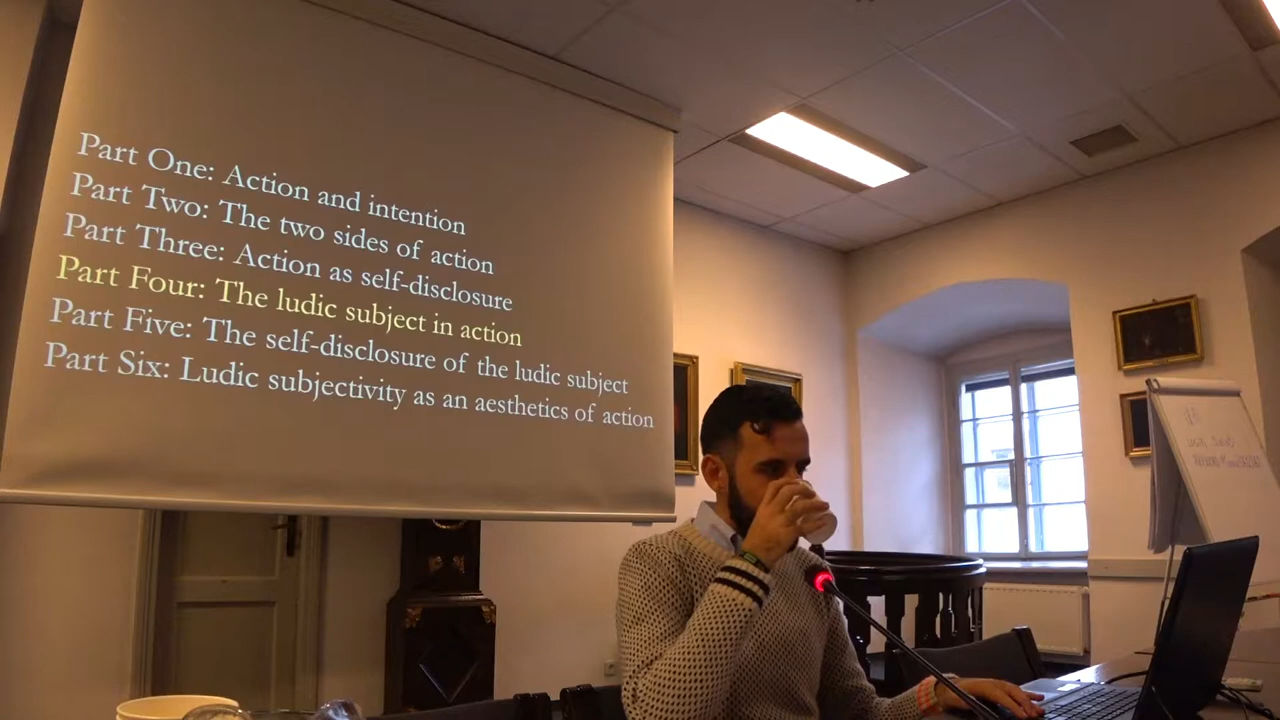 Part One: Action and intention
Part Two: The two sides of action
Part Three: Action as self-disclosure
Part Four: The ludic subject in action
Part Five: The self-disclosure of the ludic subject
Part Six: Ludic subjectivity as an aesthetics of action